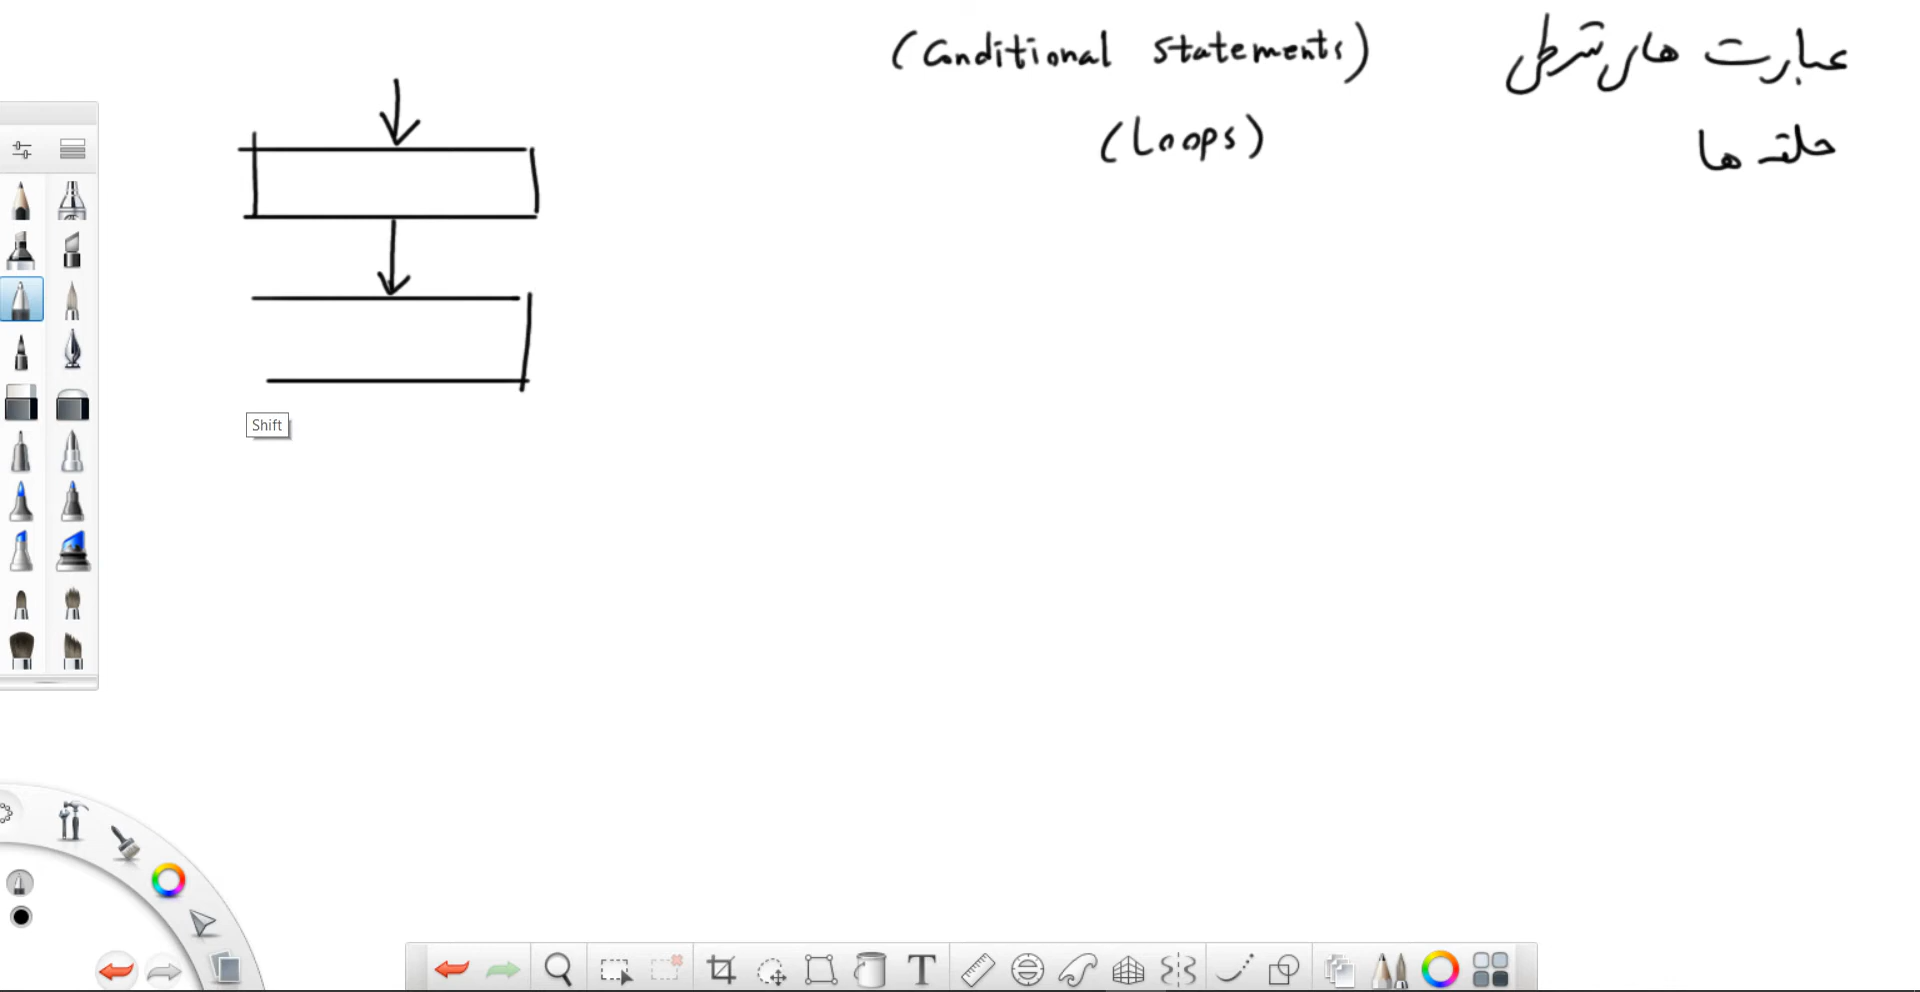 عبارت های شرطی (Conditional Statements)
حلقه ها (Loops)
Shift